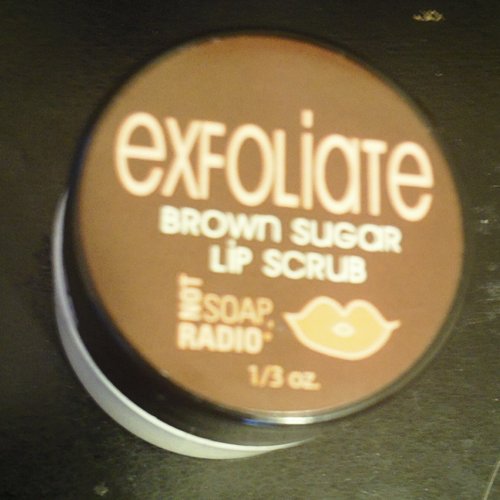 exfoliate
BROWN SUGAR
LIP SCRUB
NOT
SOAP,
RADIO
1/3 oz.